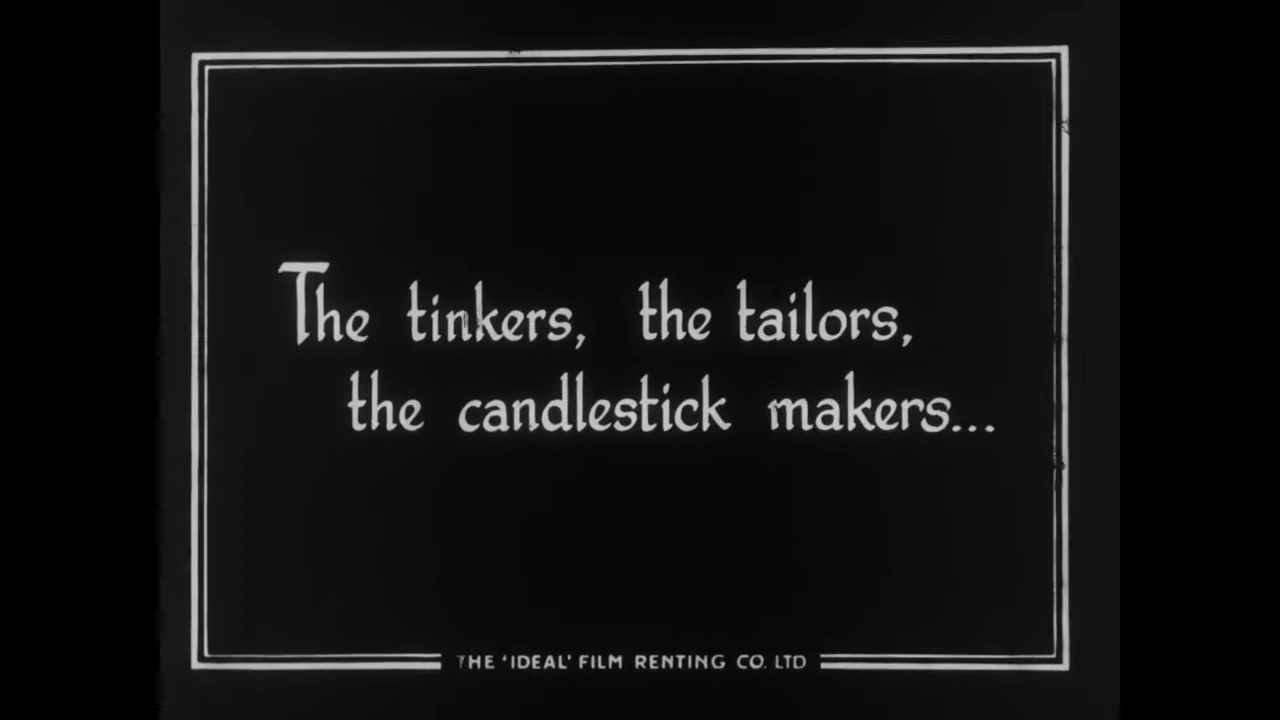 The tinkers, the tailors,
the candlestick makers...
THE 'IDEAL' FILM RENTING CO. LTD